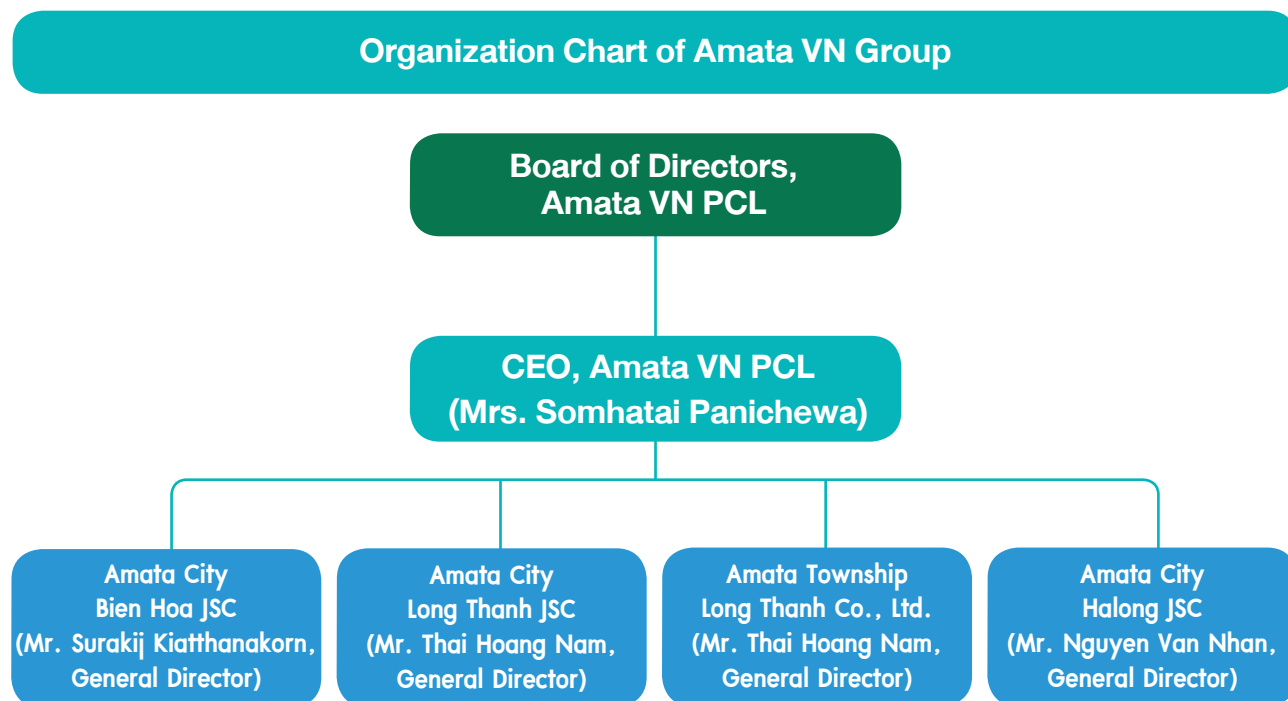 Organization Chart of Amata VN Group
Board of Directors,
Amata VN PCL
CEO, Amata VN PCL
(Mrs. Somhatai Panichewa)
Amata City
Bien Hoa JSC
(Mr. Surakij Kiatthanakorn,
General Director)
Amata City
Long Thanh JSC
(Mr. Thai Hoang Nam,
General Director)
Amata Township
Long Thanh Co., Ltd.
(Mr. Thai Hoang Nam,
General Director)
Amata City
Halong JSC
(Mr. Nguyen Van Nhan,
General Director)